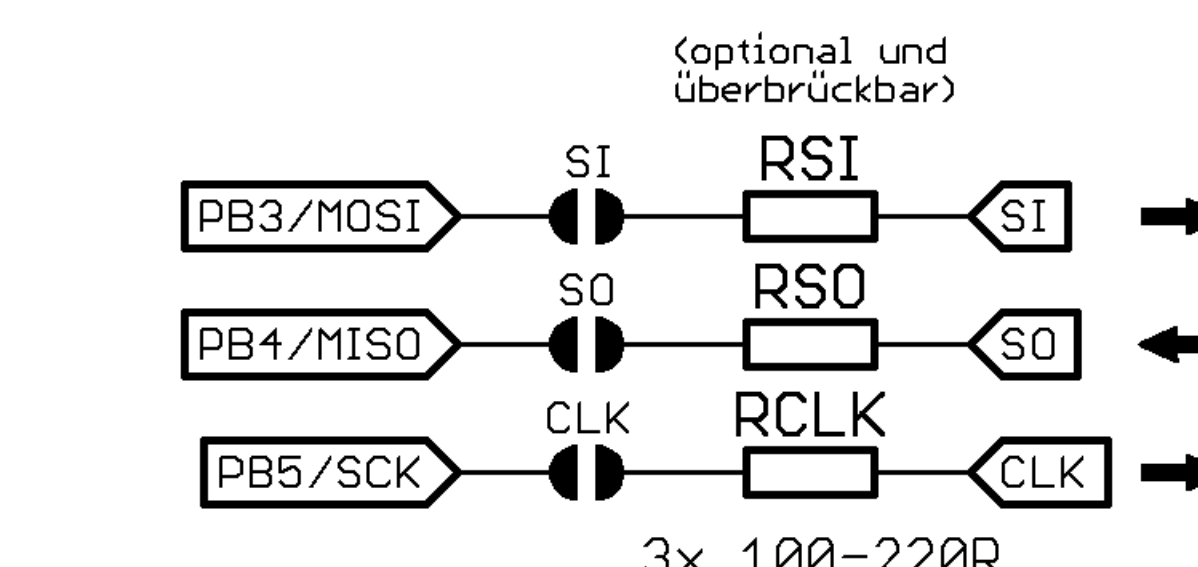 (optional und
überbrückbar)
SI RSI
PB3/MOSI SI
SO RSO
PB4/MISO SO
CLK RCLK
PB5/SCK CLK
3x 100-220R